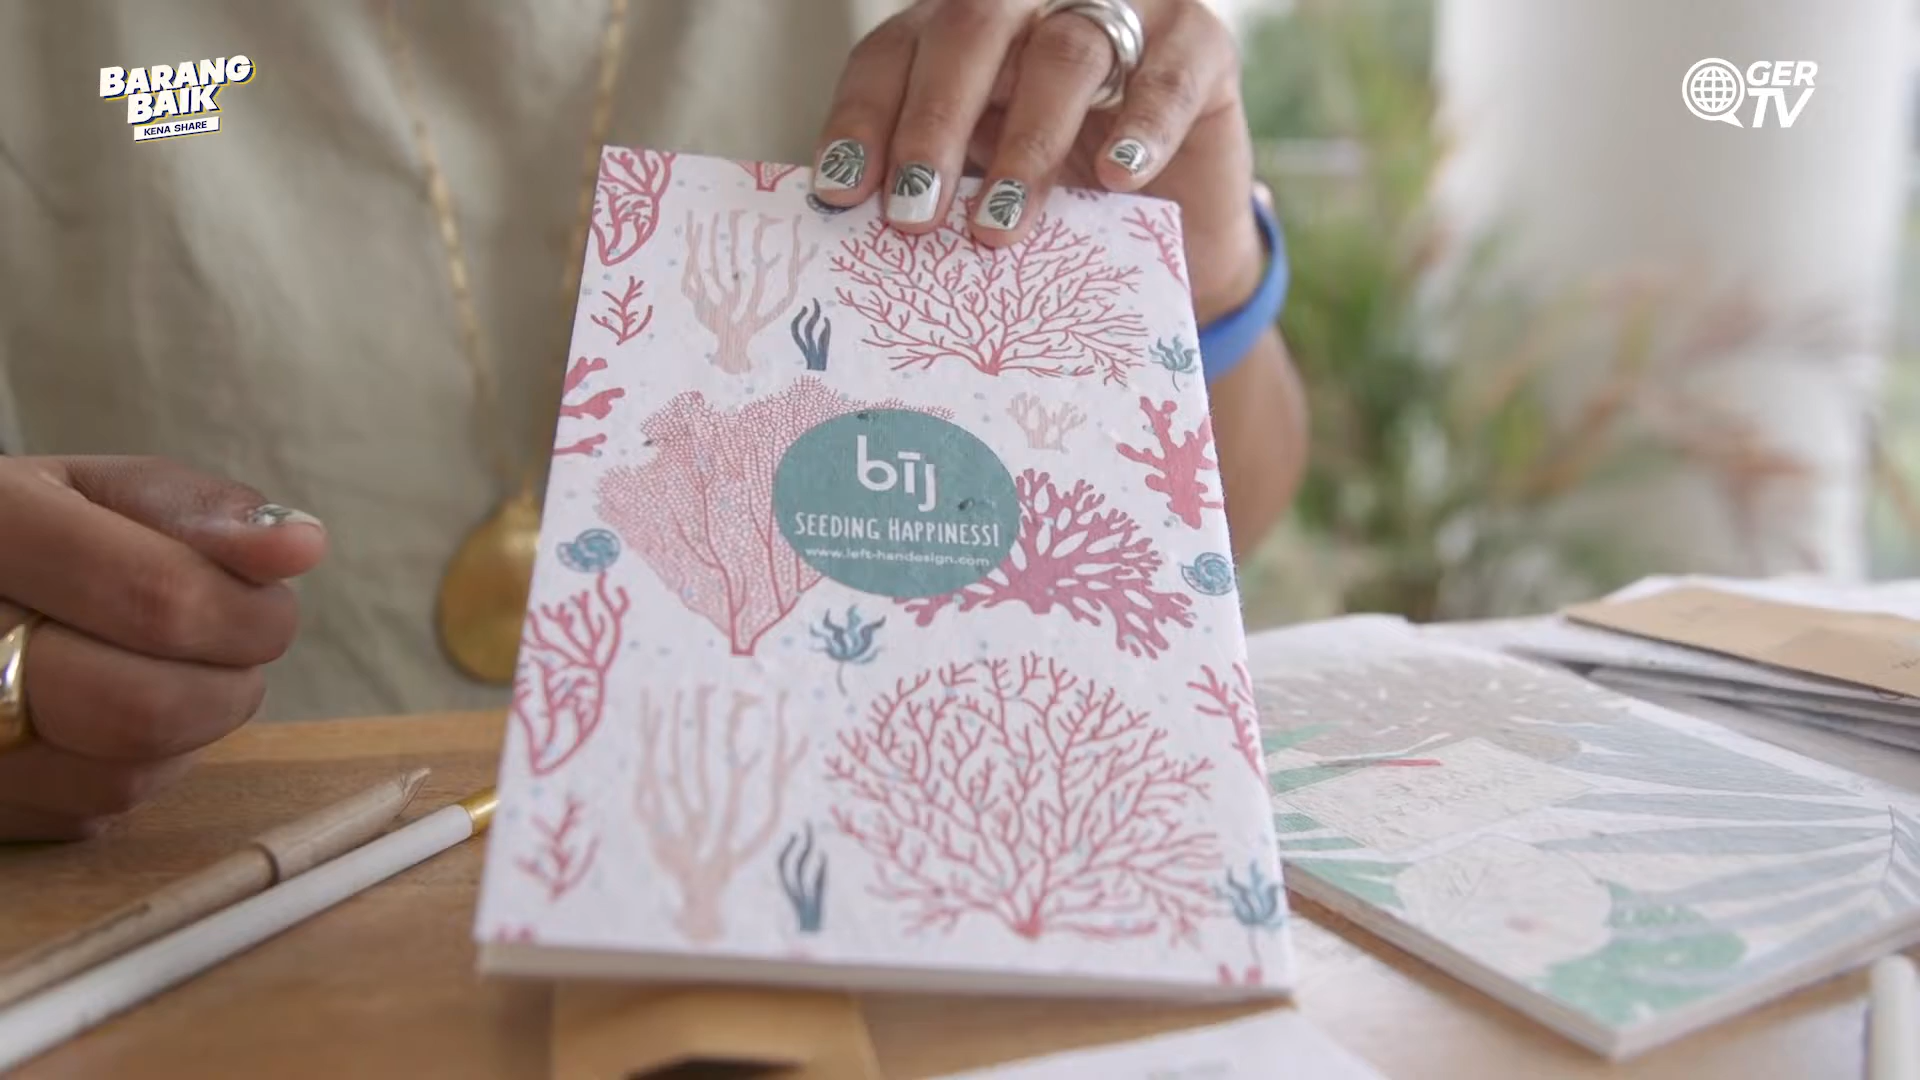 BARANG
BAIK
KENA SHARE
GER
TV
bīj
SEEDING HAPPINESS!
www.left-handesign.com